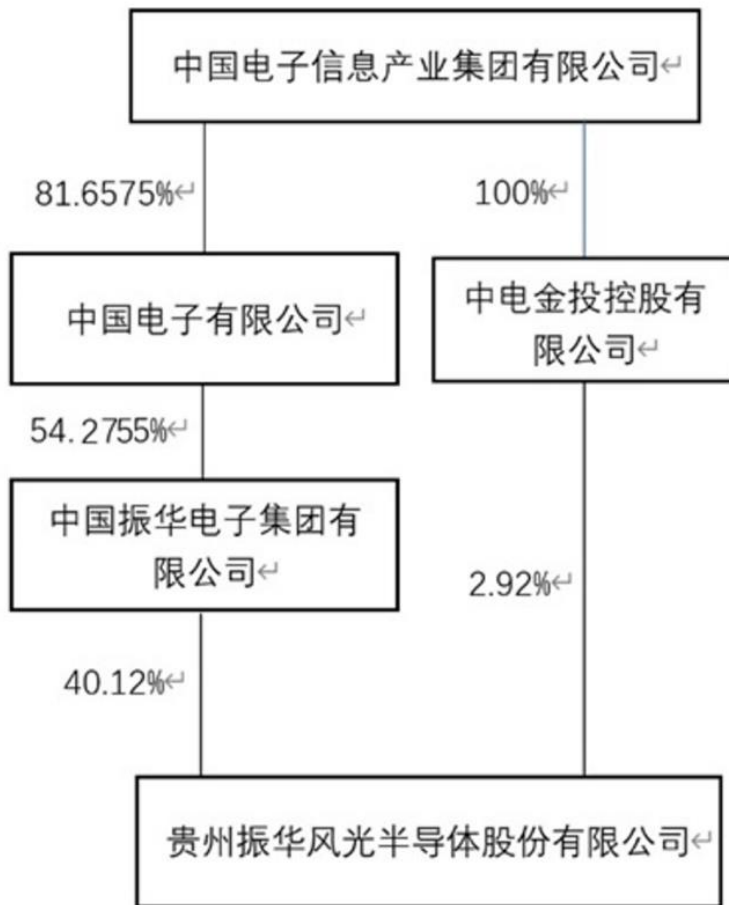 中国电子信息产业集团有限公司↵
81.6575%↵
100%↵
中国电子有限公司↵
中电金投控股有
限公司↵
54.2755%↵
中国振华电子集团有
限公司↵
2.92%↵
40.12%↵
贵州振华风光半导体股份有限公司↵